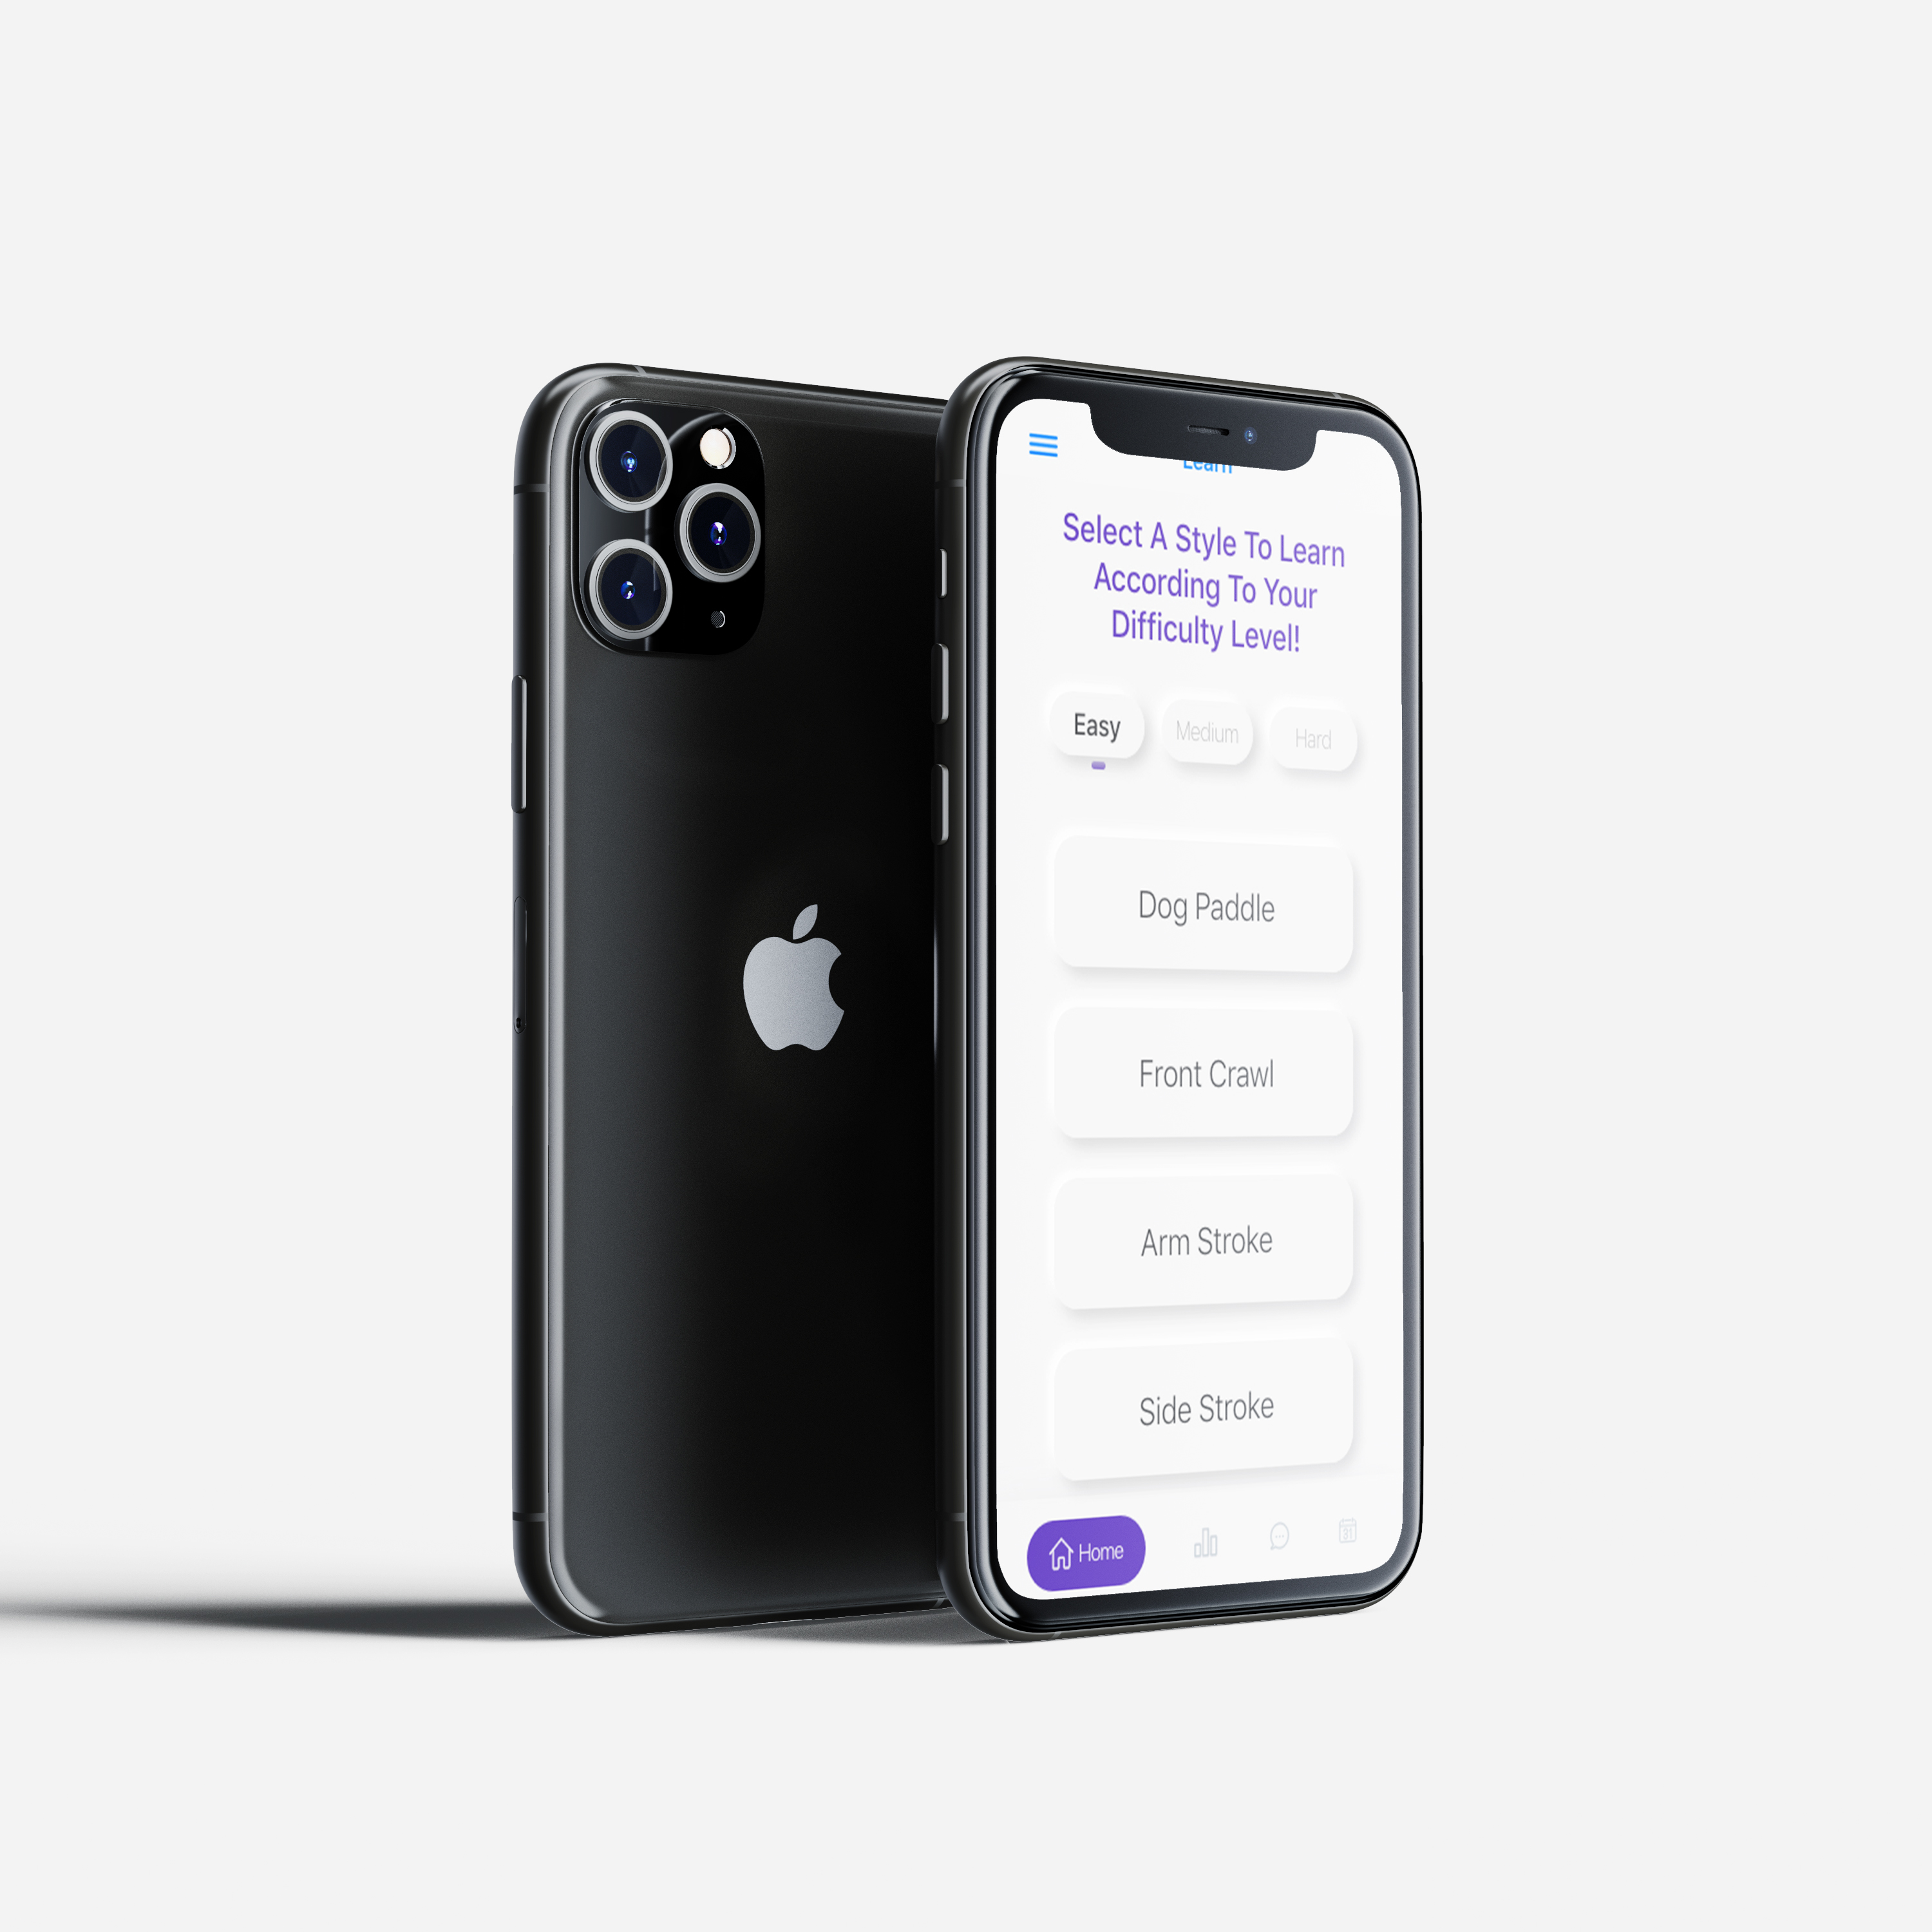 Learn
Select A Style To Learn
According To Your
Difficulty Level!
Easy
Medium
Hard
Dog Paddle
Front Crawl
Arm Stroke
Side Stroke
Home
31